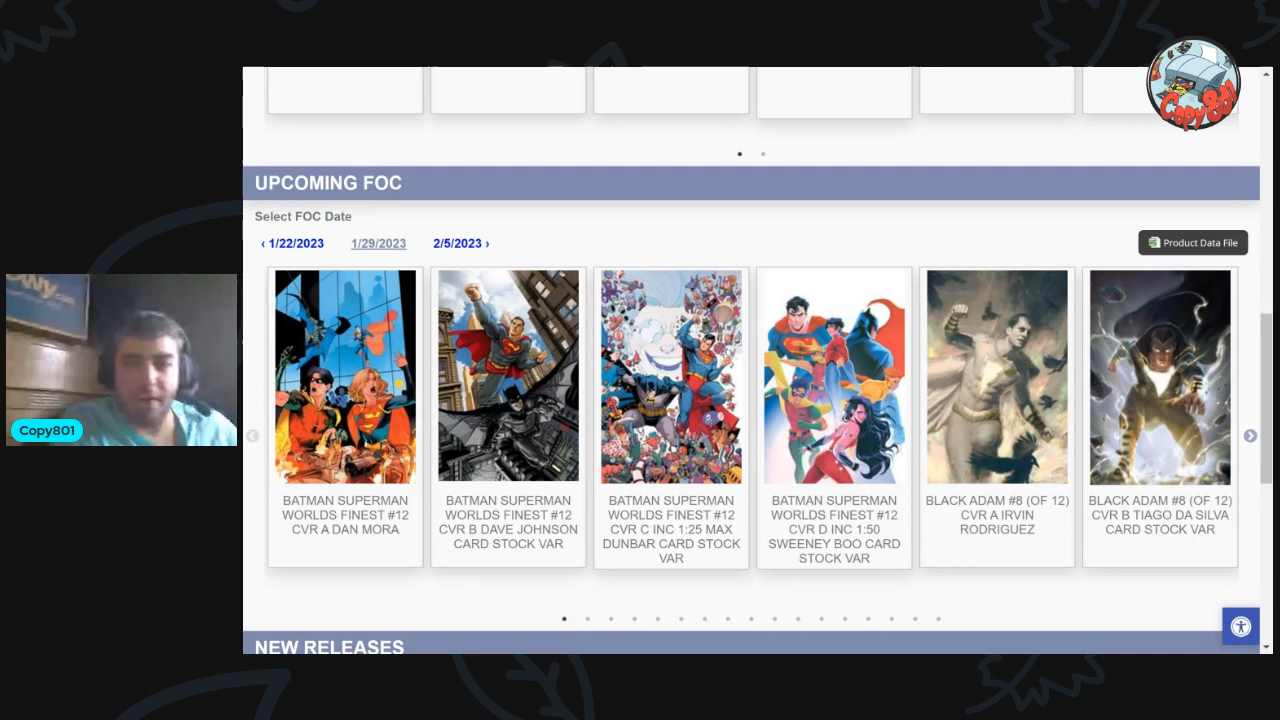 Copy801
UPCOMING FOC
Select FOC Date
‹ 1/22/2023
1/29/2023
2/5/2023 ›
Product Data File
BATMAN SUPERMAN
WORLDS FINEST #12
CVR A DAN MORA
BATMAN SUPERMAN
WORLDS FINEST #12
CVR B DAVE JOHNSON
CARD STOCK VAR
BATMAN SUPERMAN
WORLDS FINEST #12
CVR C INC 1:25 MAX
DUNBAR CARD STOCK
VAR
BATMAN SUPERMAN
WORLDS FINEST #12
CVR D INC 1:50
SWEENEY BOO CARD
STOCK VAR
BLACK ADAM #8 (OF 12)
CVR A IRVIN
RODRIGUEZ
BLACK ADAM #8 (OF 12)
CVR B TIAGO DA SILVA
CARD STOCK VAR
Copy801
NEW RELEASES